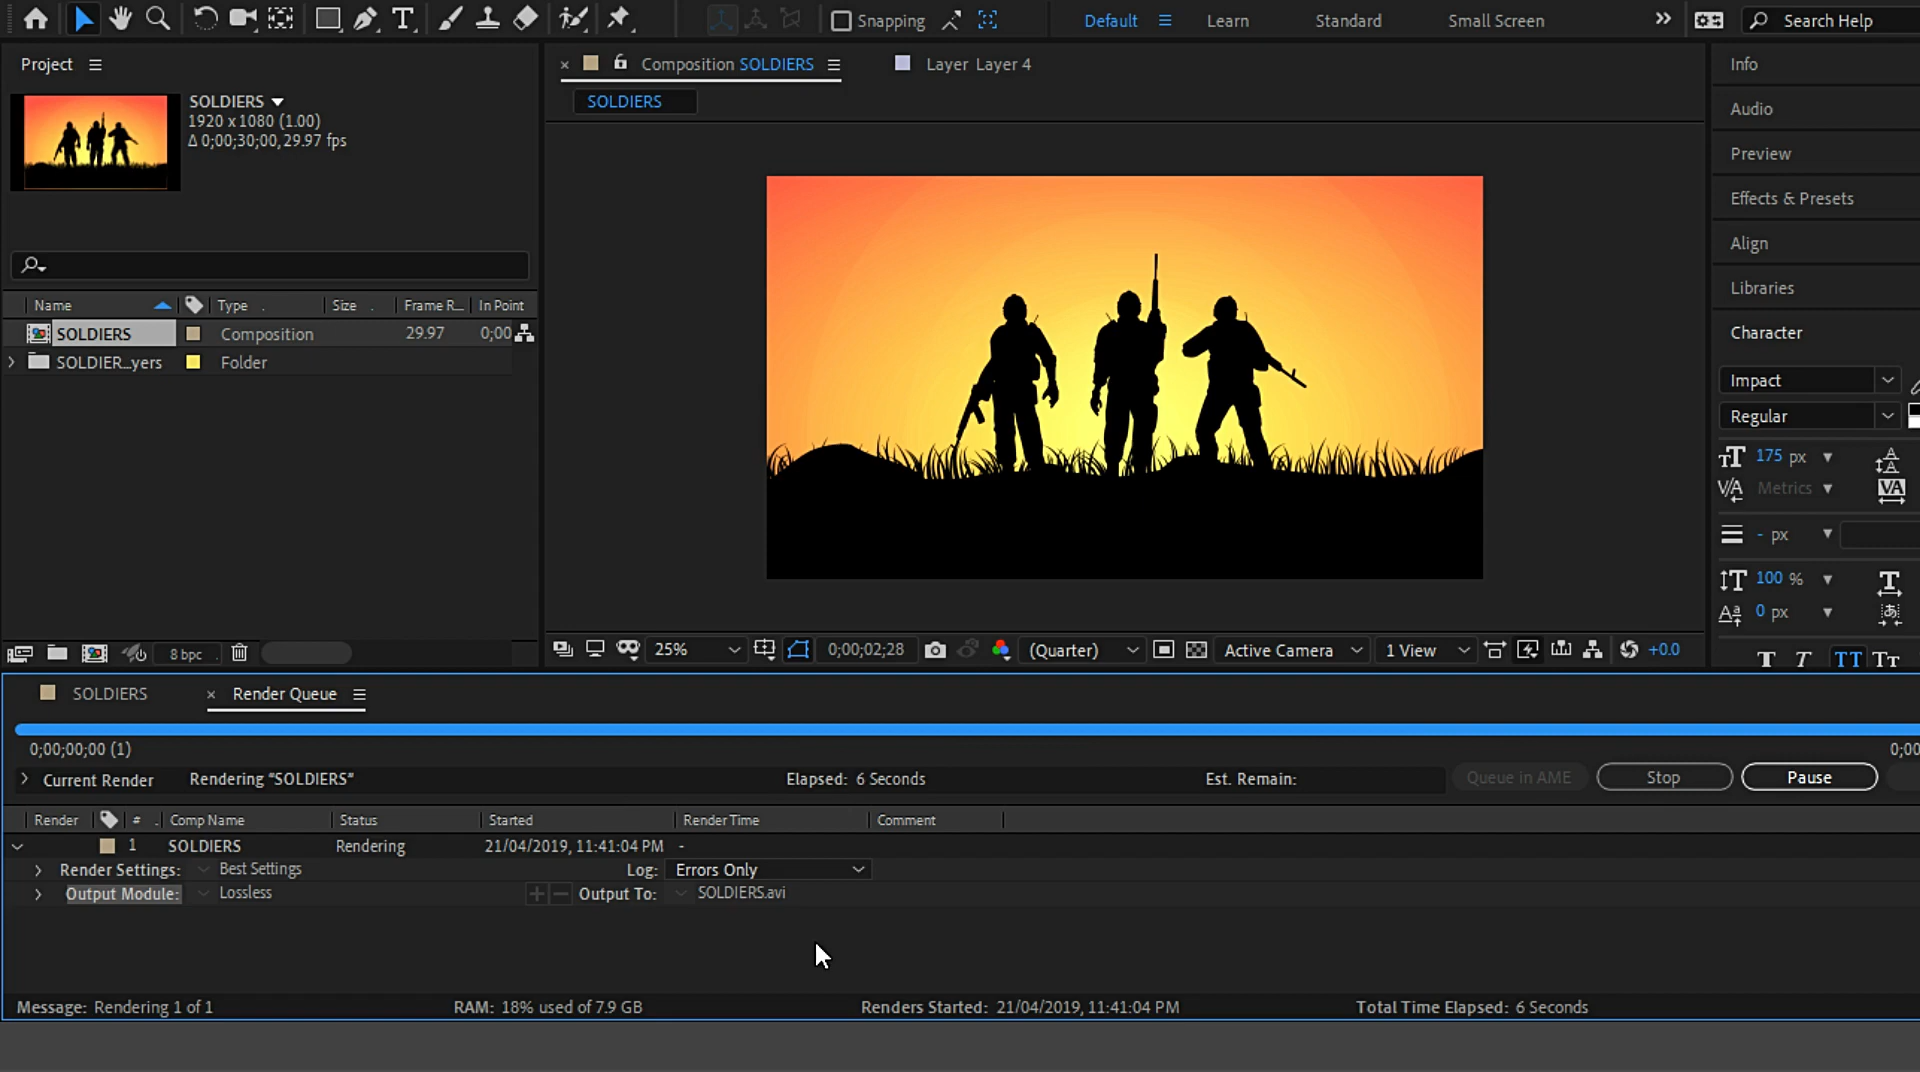 Snapping
Default
Learn
Standard
Small Screen
Search Help
Project
SOLDIERS
1920 x 1080 (1.00)
Δ 0;00;30;00, 29.97 fps
Name
Type
Size
Frame R...
In Point
SOLDIERS
Composition
29.97
0;00
SOLDIER...yers
Folder
8 bpc
Composition SOLDIERS
Layer Layer 4
SOLDIERS
25%
0;00;02;28
(Quarter)
Active Camera
1 View
+0.0
Info
Audio
Preview
Effects & Presets
Align
Libraries
Character
Impact
Regular
175 px
Metrics
- px
100 %
0 px
SOLDIERS
Render Queue
0;00;00;00 (1)
0;00
Current Render
Rendering "SOLDIERS"
Elapsed: 6 Seconds
Est. Remain:
Queue in AME
Stop
Pause
Render
#
Comp Name
Status
Started
Render Time
Comment
1
SOLDIERS
Rendering
21/04/2019, 11:41:04 PM
-
Render Settings:
Best Settings
Log:
Errors Only
Output Module:
Lossless
Output To:
SOLDIERS.avi
Message: Rendering 1 of 1
RAM: 18% used of 7.9 GB
Renders Started: 21/04/2019, 11:41:04 PM
Total Time Elapsed: 6 Seconds